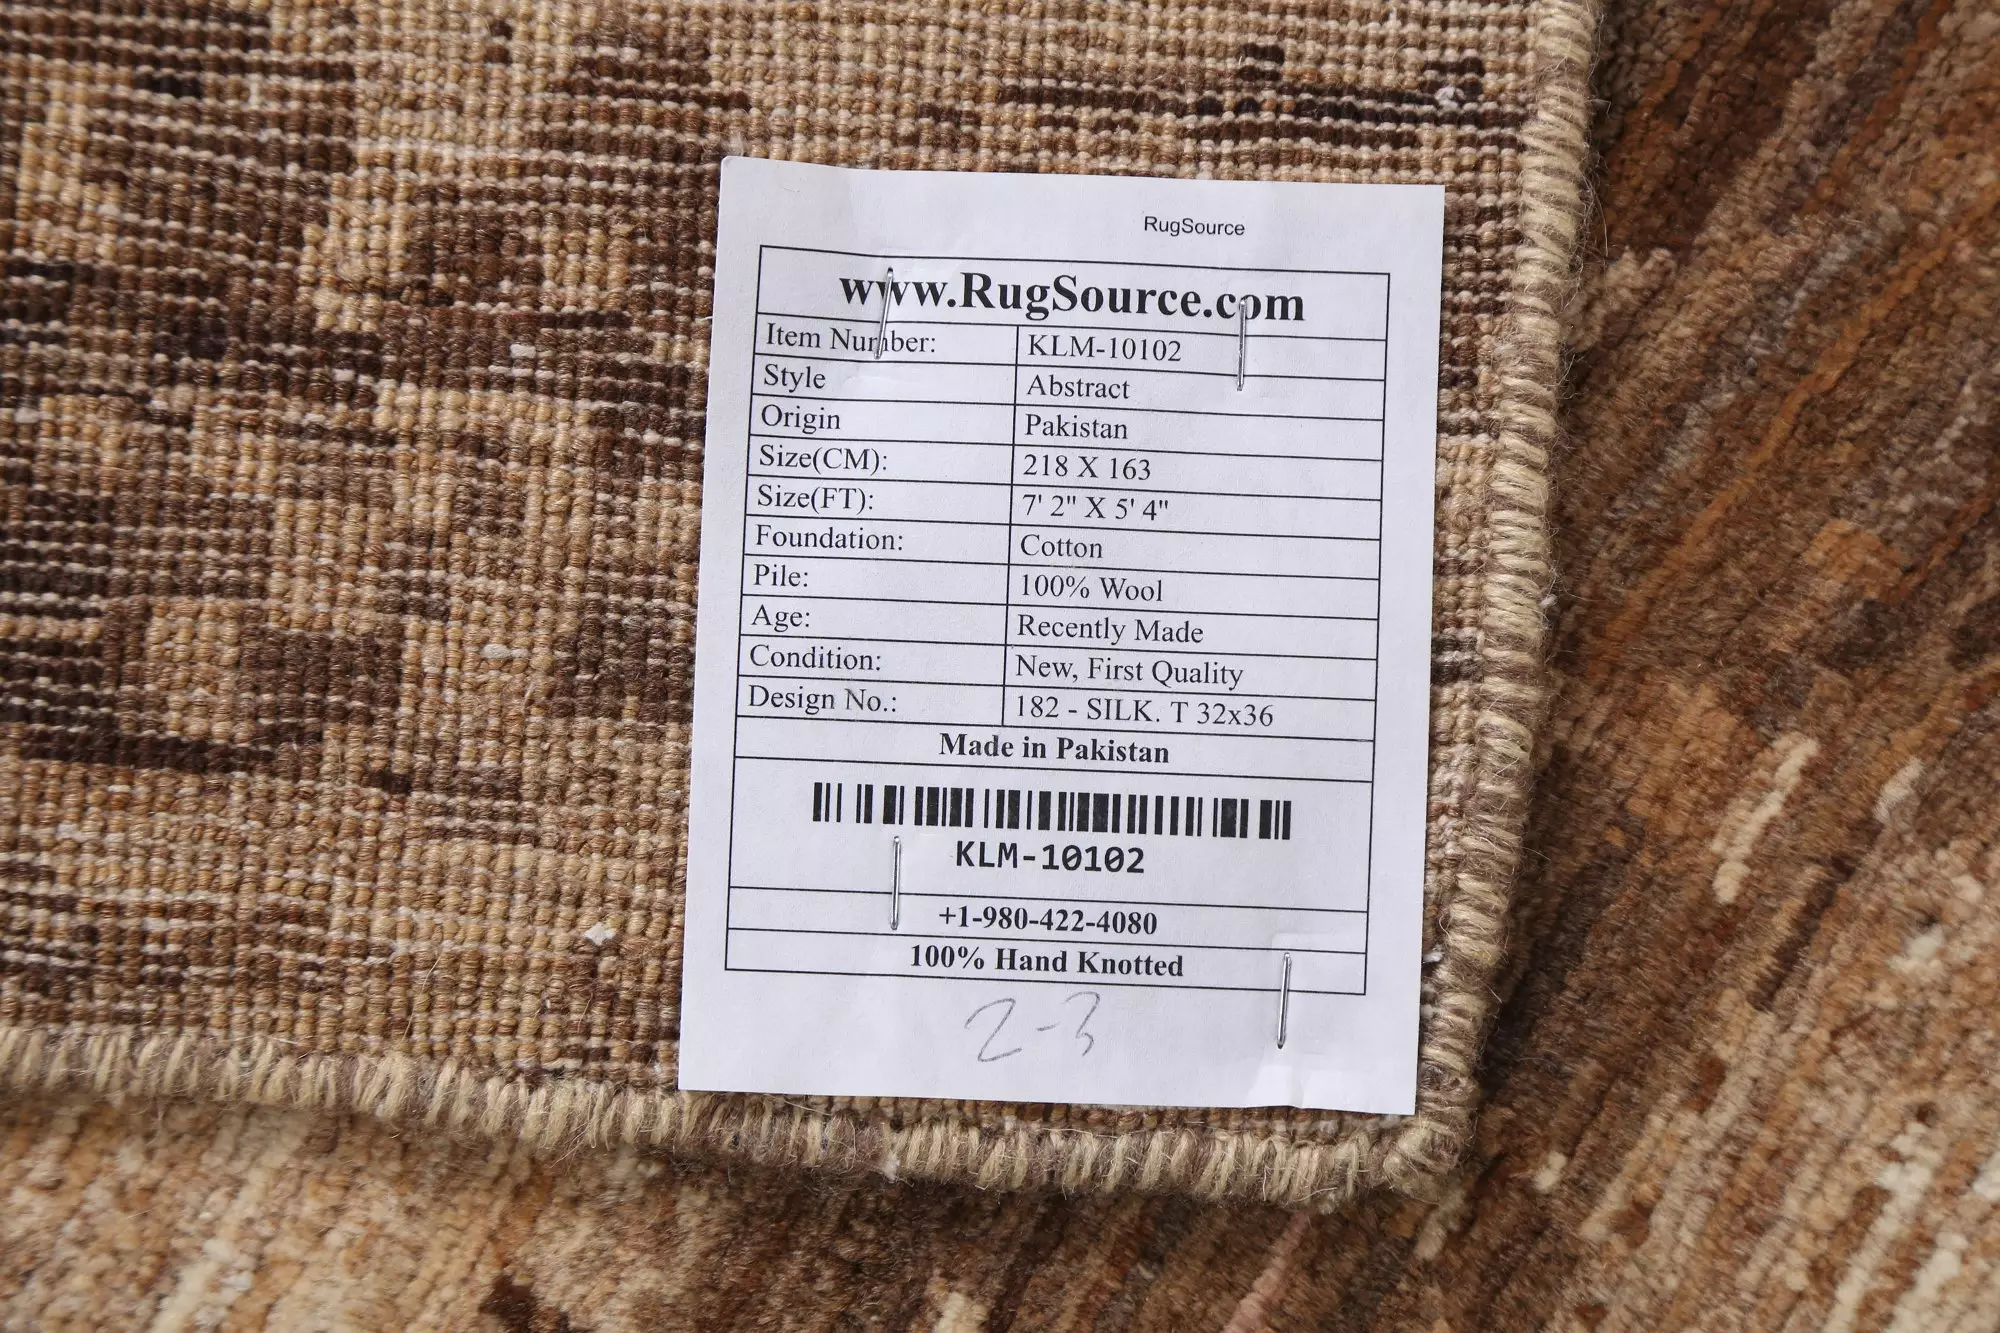 RugSource
www.RugSource.com
Item Number: KLM-10102
Style Abstract
Origin Pakistan
Size(CM): 218 X 163
Size(FT): 7' 2" X 5' 4"
Foundation: Cotton
Pile: 100% Wool
Age: Recently Made
Condition: New, First Quality
Design No.: 182 - SILK. T 32x36
Made in Pakistan
KLM-10102
+1-980-422-4080
100% Hand Knotted
2-3